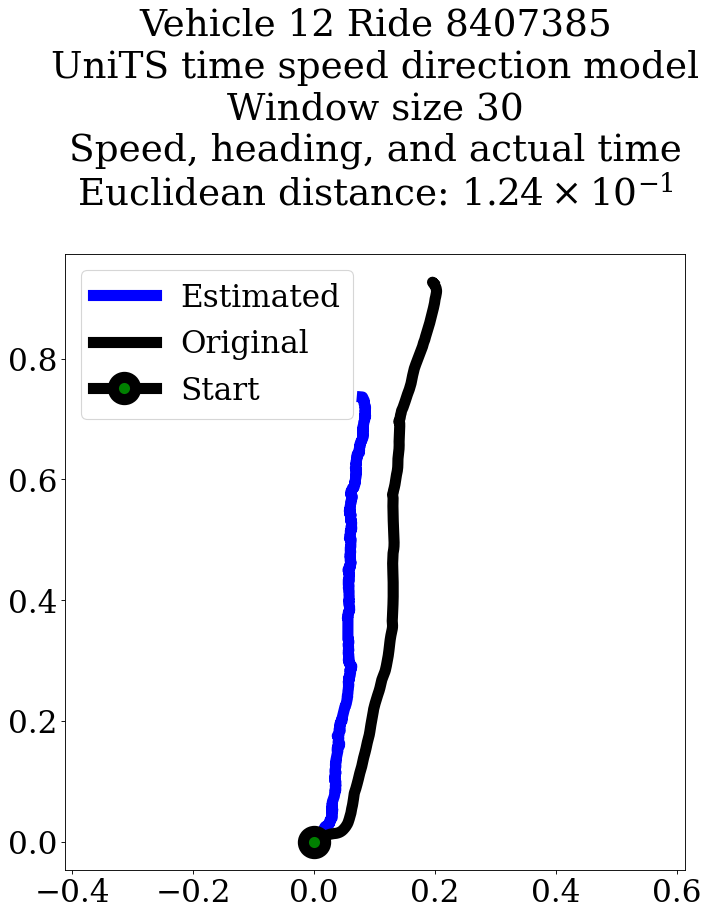 Vehicle 12 Ride 8407385
UniTS time speed direction model
Window size 30
Speed, heading, and actual time
Euclidean distance: 1.24 × 10⁻¹
Estimated
Original
Start
0.8
0.6
0.4
0.2
0.0
−0.4 −0.2 0.0 0.2 0.4 0.6